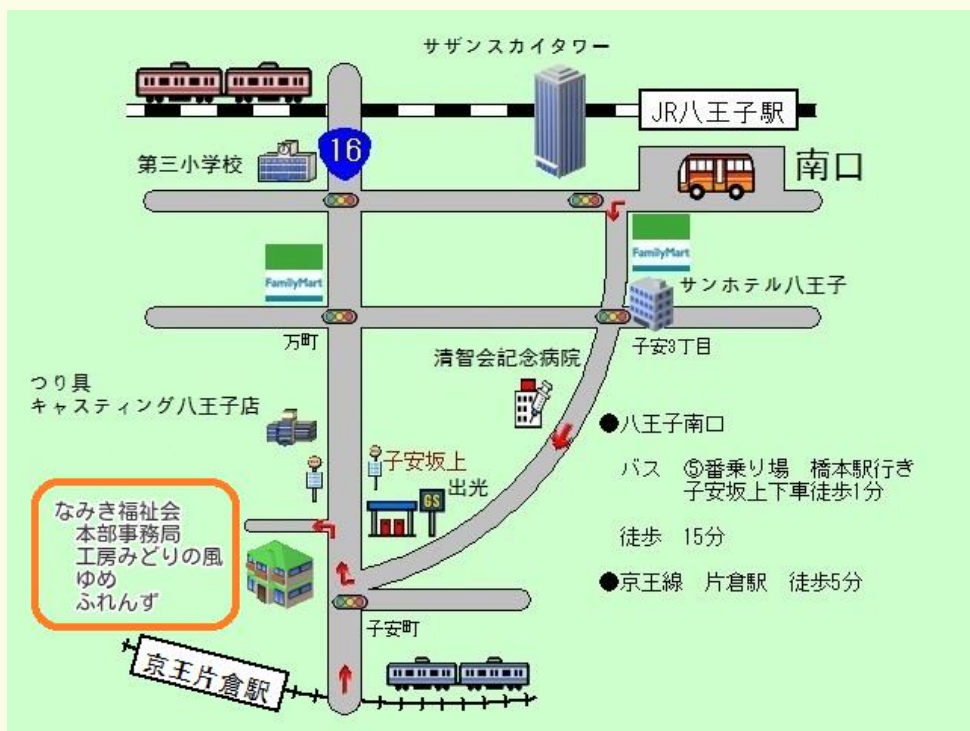 サザンスカイタワー
JR八王子駅
16
第三小学校
南口
FamilyMart
FamilyMart
サンホテル八王子
万町
子安3丁目
清智会記念病院
つり具
キャスティング八王子店
●八王子南口
バス ⑤番乗り場 橋本駅行き
子安坂上下車徒歩1分
徒歩 15分
●京王線 片倉駅 徒歩5分
子安坂上
出光
GS
なみき福祉会
本部事務局
工房みどりの風
ゆめ
ふれんず
子安町
京王片倉駅